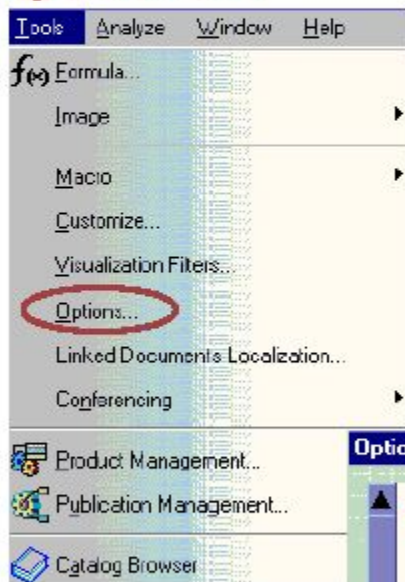 Tools Analyze Window Help
f(x) Formula...
Image
Macro
Customize...
Visualization Filters...
Options...
Linked Documents Localization...
Conferencing
Product Management...
Optio
Publication Management...
Catalog Browser